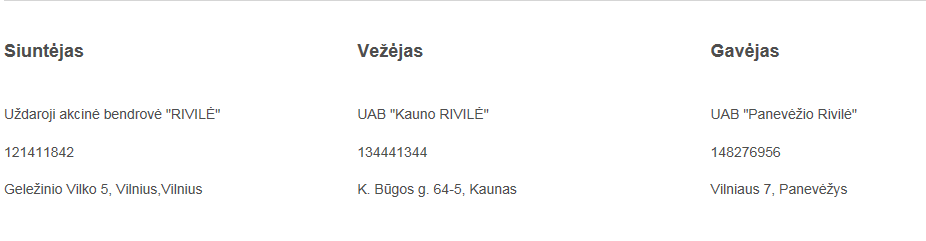 Siuntėjas
Vežėjas
Gavėjas
Uždaroji akcinė bendrovė "RIVILĖ"
UAB "Kauno RIVILĖ"
UAB "Panevėžio Rivilė"
121411842
134441344
148276956
Geležinio Vilko 5, Vilnius,Vilnius
K. Būgos g. 64-5, Kaunas
Vilniaus 7, Panevėžys